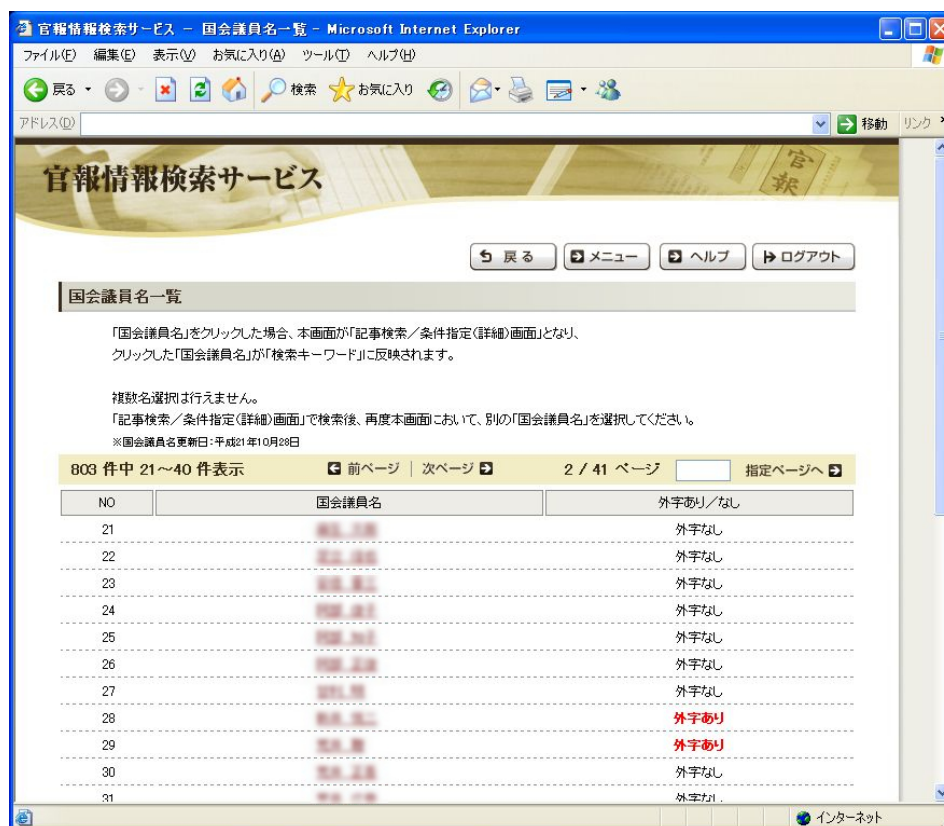 官報情報検索サービス - 国会議員名一覧 - Microsoft Internet Explorer
ファイル(F) 編集(E) 表示(V) お気に入り(A) ツール(T) ヘルプ(H)
戻る 検索 お気に入り
アドレス(D) 移動 リンク »
官報情報検索サービス
官報
戻る メニュー ヘルプ ログアウト
国会議員名一覧
「国会議員名」をクリックした場合、本画面が「記事検索／条件指定(詳細)画面」となり、
クリックした「国会議員名」が「検索キーワード」に反映されます。
複数名選択は行えません。
「記事検索／条件指定(詳細)画面」で検索後、再度本画面において、別の「国会議員名」を選択してください。
※国会議員名更新日：平成21年10月28日
803 件中 21～40 件表示 前ページ | 次ページ 2 / 41 ページ 指定ページへ
NO 国会議員名 外字あり／なし
21 外字なし
22 外字なし
23 外字なし
24 外字なし
25 外字なし
26 外字なし
27 外字なし
28 外字あり
29 外字あり
30 外字なし
31 外字なし
インターネット